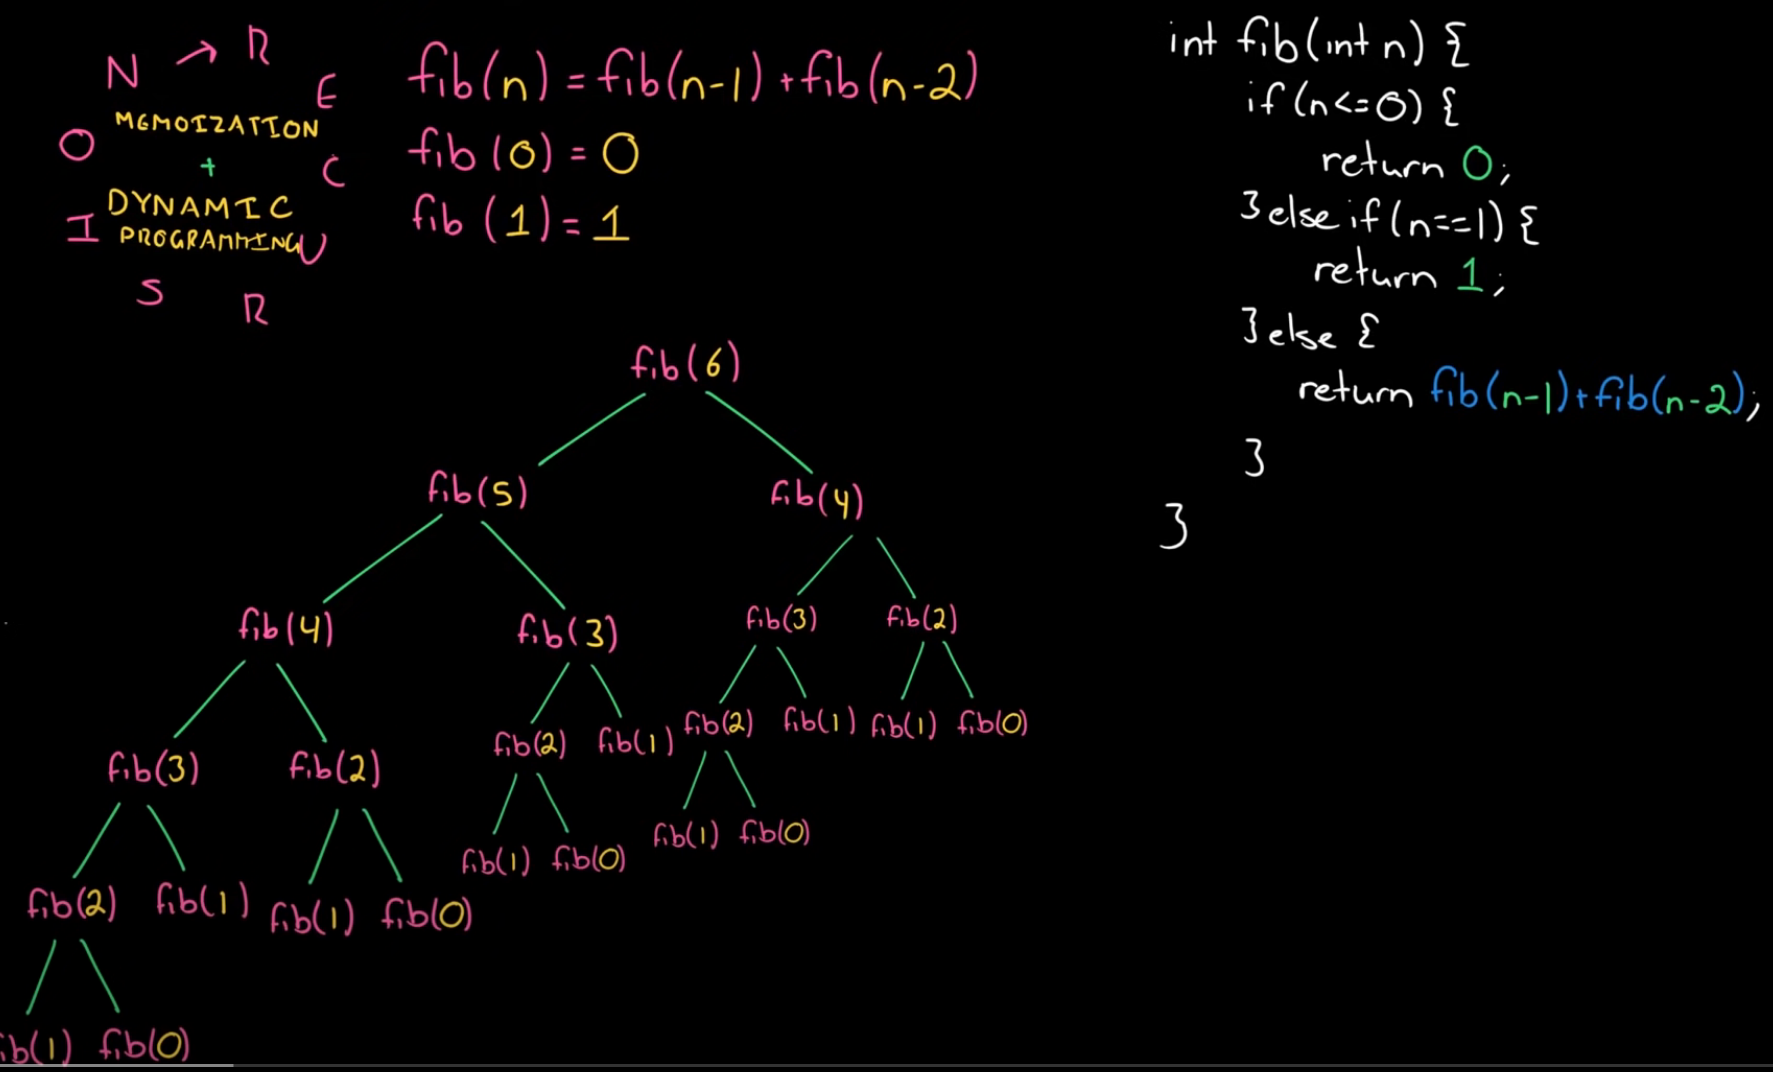 N → R E C U R S I O
MEMOIZATION
+
DYNAMIC
PROGRAMMING
fib(n) = fib(n-1) + fib(n-2)
fib(0) = 0
fib(1) = 1
int fib(int n) {
if (n<=0) {
return 0;
}else if (n==1) {
return 1;
}else {
return fib(n-1)+fib(n-2);
}
}
fib(6)
fib(5) fib(4)
fib(4) fib(3) fib(3) fib(2)
fib(2) fib(1) fib(2) fib(1) fib(1) fib(0)
fib(3) fib(2)
fib(1) fib(0) fib(1) fib(0)
fib(2) fib(1) fib(1) fib(0)
ib(1) fib(0)